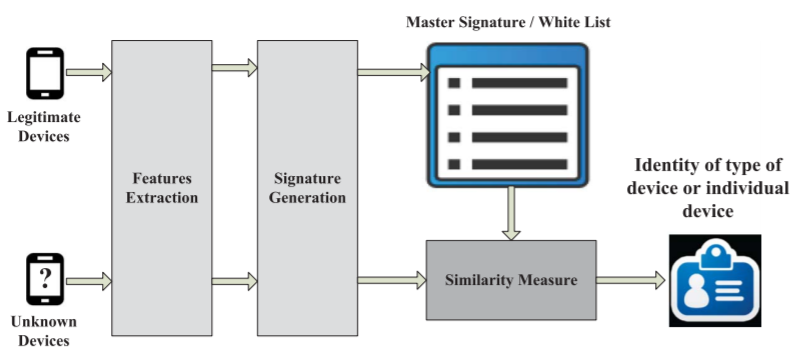 Master Signature / White List
Legitimate
Devices
Features
Extraction
Signature
Generation
Identity of type of
device or individual
device
?
Unknown
Devices
Similarity Measure